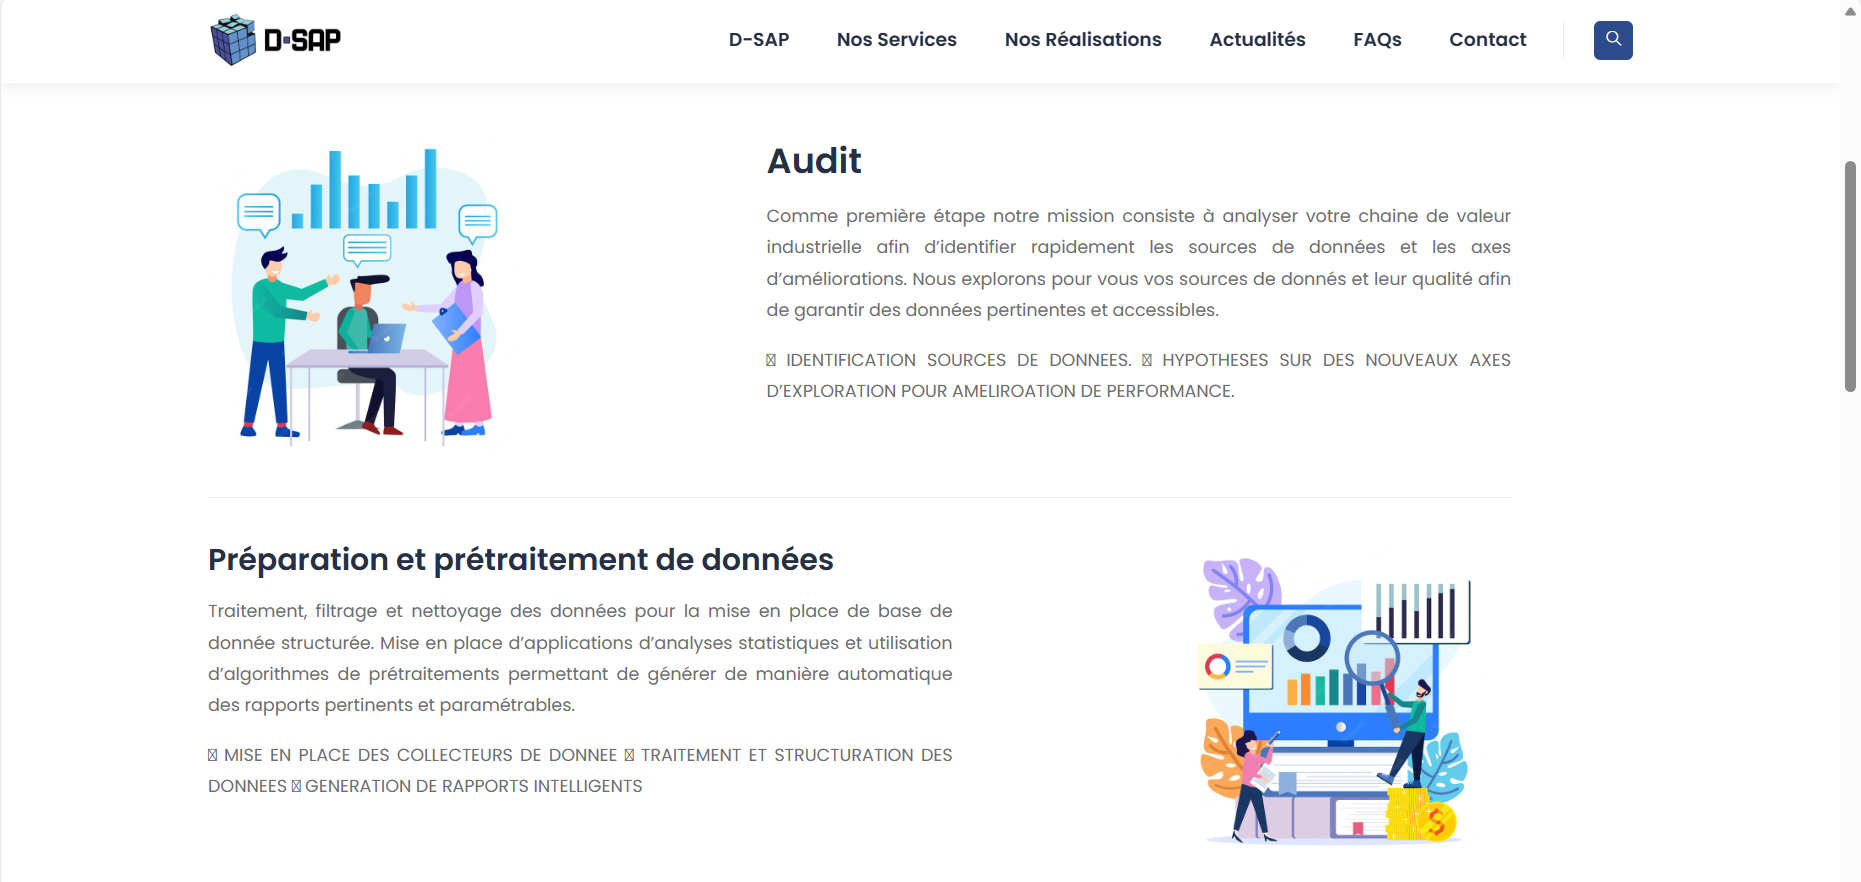 D-SAP
D-SAP Nos Services Nos Réalisations Actualités FAQs Contact
Audit
Comme première étape notre mission consiste à analyser votre chaine de valeur
industrielle afin d’identifier rapidement les sources de données et les axes
d’améliorations. Nous explorons pour vous vos sources de donnés et leur qualité afin
de garantir des données pertinentes et accessibles.
 IDENTIFICATION SOURCES DE DONNEES.  HYPOTHESES SUR DES NOUVEAUX AXES
D’EXPLORATION POUR AMELIROATION DE PERFORMANCE.
Préparation et prétraitement de données
Traitement, filtrage et nettoyage des données pour la mise en place de base de
donnée structurée. Mise en place d’applications d’analyses statistiques et utilisation
d’algorithmes de prétraitements permettant de générer de manière automatique
des rapports pertinents et paramétrables.
 MISE EN PLACE DES COLLECTEURS DE DONNEE  TRAITEMENT ET STRUCTURATION DES
DONNEES  GENERATION DE RAPPORTS INTELLIGENTS
$